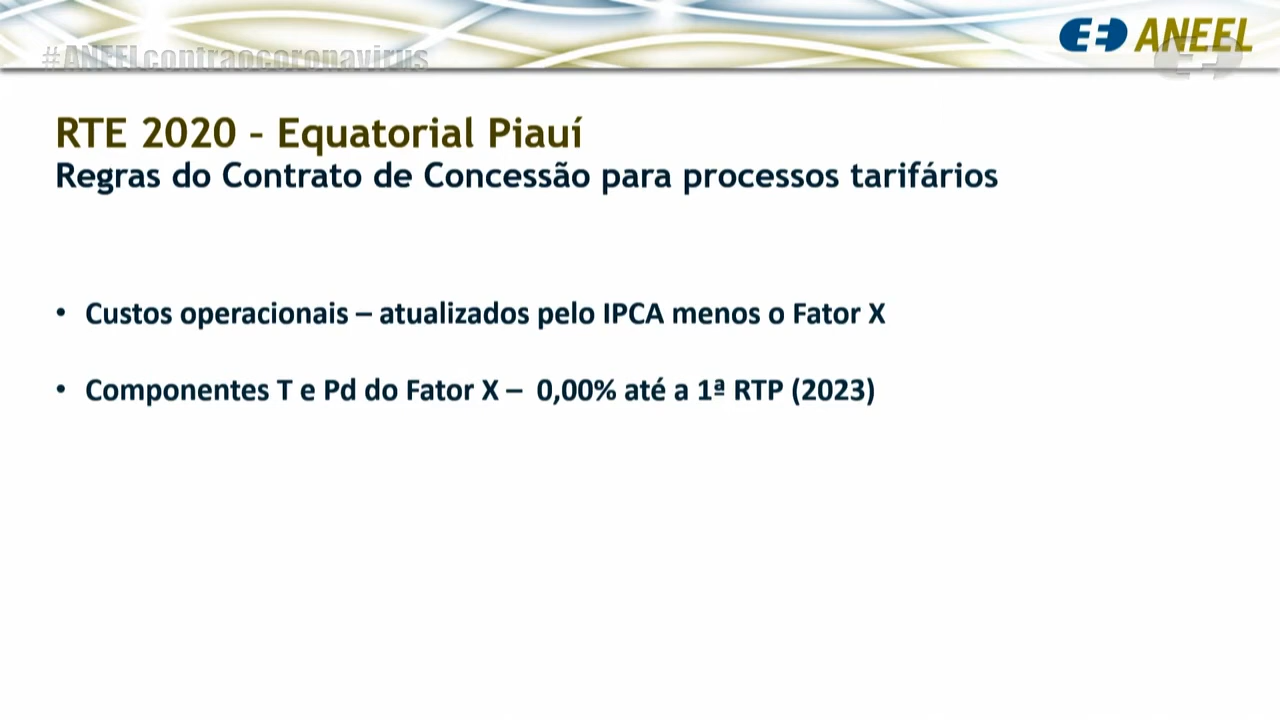 #ANEELcontraocoronavirus
ANEEL
RTE 2020 – Equatorial Piauí
Regras do Contrato de Concessão para processos tarifários
• Custos operacionais – atualizados pelo IPCA menos o Fator X
• Componentes T e Pd do Fator X – 0,00% até a 1ª RTP (2023)